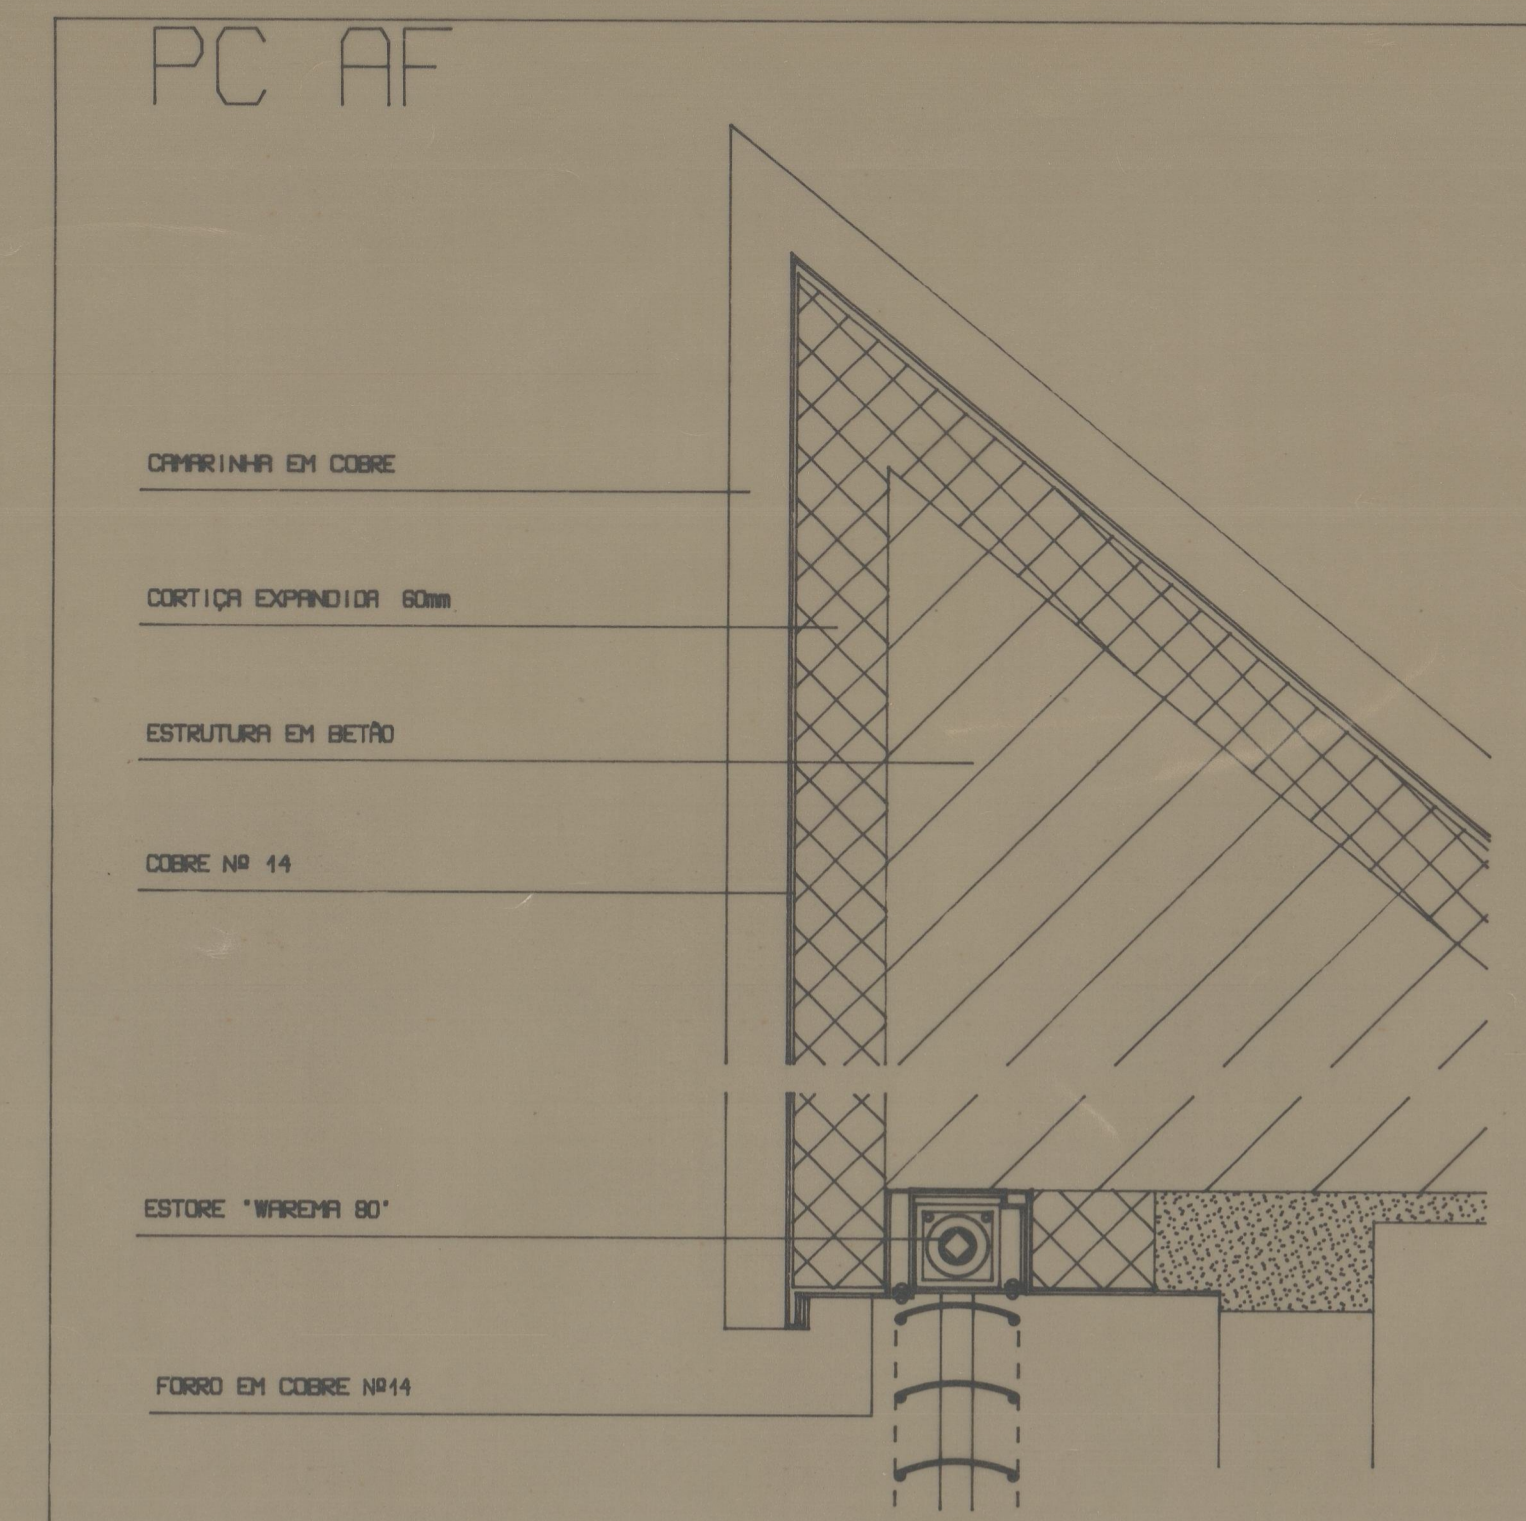 PC AF
CAMARINHA EM COBRE
CORTIÇA EXPANDIDA 60mm
ESTRUTURA EM BETÃO
COBRE Nº 14
ESTORE "WAREMA 80"
FORRO EM COBRE Nº14